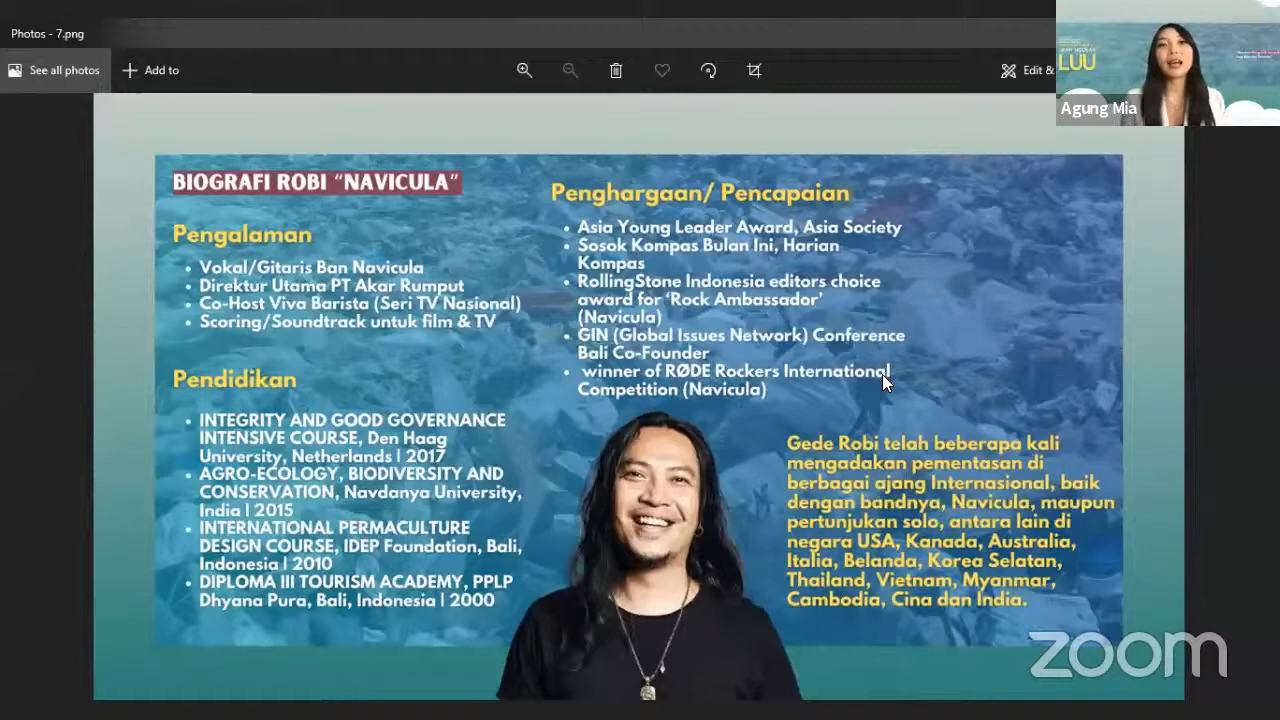 Photos - 7.png
See all photos
Add to
Edit &
LUU
Agung Mia
BIOGRAFI ROBI “NAVICULA”
Pengalaman
• Vokal/Gitaris Ban Navicula
• Direktur Utama PT Akar Rumput
• Co-Host Viva Barista (Seri TV Nasional)
• Scoring/Soundtrack untuk film & TV
Pendidikan
• INTEGRITY AND GOOD GOVERNANCE
INTENSIVE COURSE, Den Haag
University, Netherlands | 2017
• AGRO-ECOLOGY, BIODIVERSITY AND
CONSERVATION, Navdanya University,
India | 2015
• INTERNATIONAL PERMACULTURE
DESIGN COURSE, IDEP Foundation, Bali,
Indonesia | 2010
• DIPLOMA III TOURISM ACADEMY, PPLP
Dhyana Pura, Bali, Indonesia | 2000
Penghargaan/ Pencapaian
• Asia Young Leader Award, Asia Society
• Sosok Kompas Bulan Ini, Harian
Kompas
• RollingStone Indonesia editors choice
award for ‘Rock Ambassador’
(Navicula)
• GIN (Global Issues Network) Conference
Bali Co-Founder
• winner of RØDE Rockers International
Competition (Navicula)
Gede Robi telah beberapa kali
mengadakan pementasan di
berbagai ajang Internasional, baik
dengan bandnya, Navicula, maupun
pertunjukan solo, antara lain di
negara USA, Kanada, Australia,
Italia, Belanda, Korea Selatan,
Thailand, Vietnam, Myanmar,
Cambodia, Cina dan India.
zoom